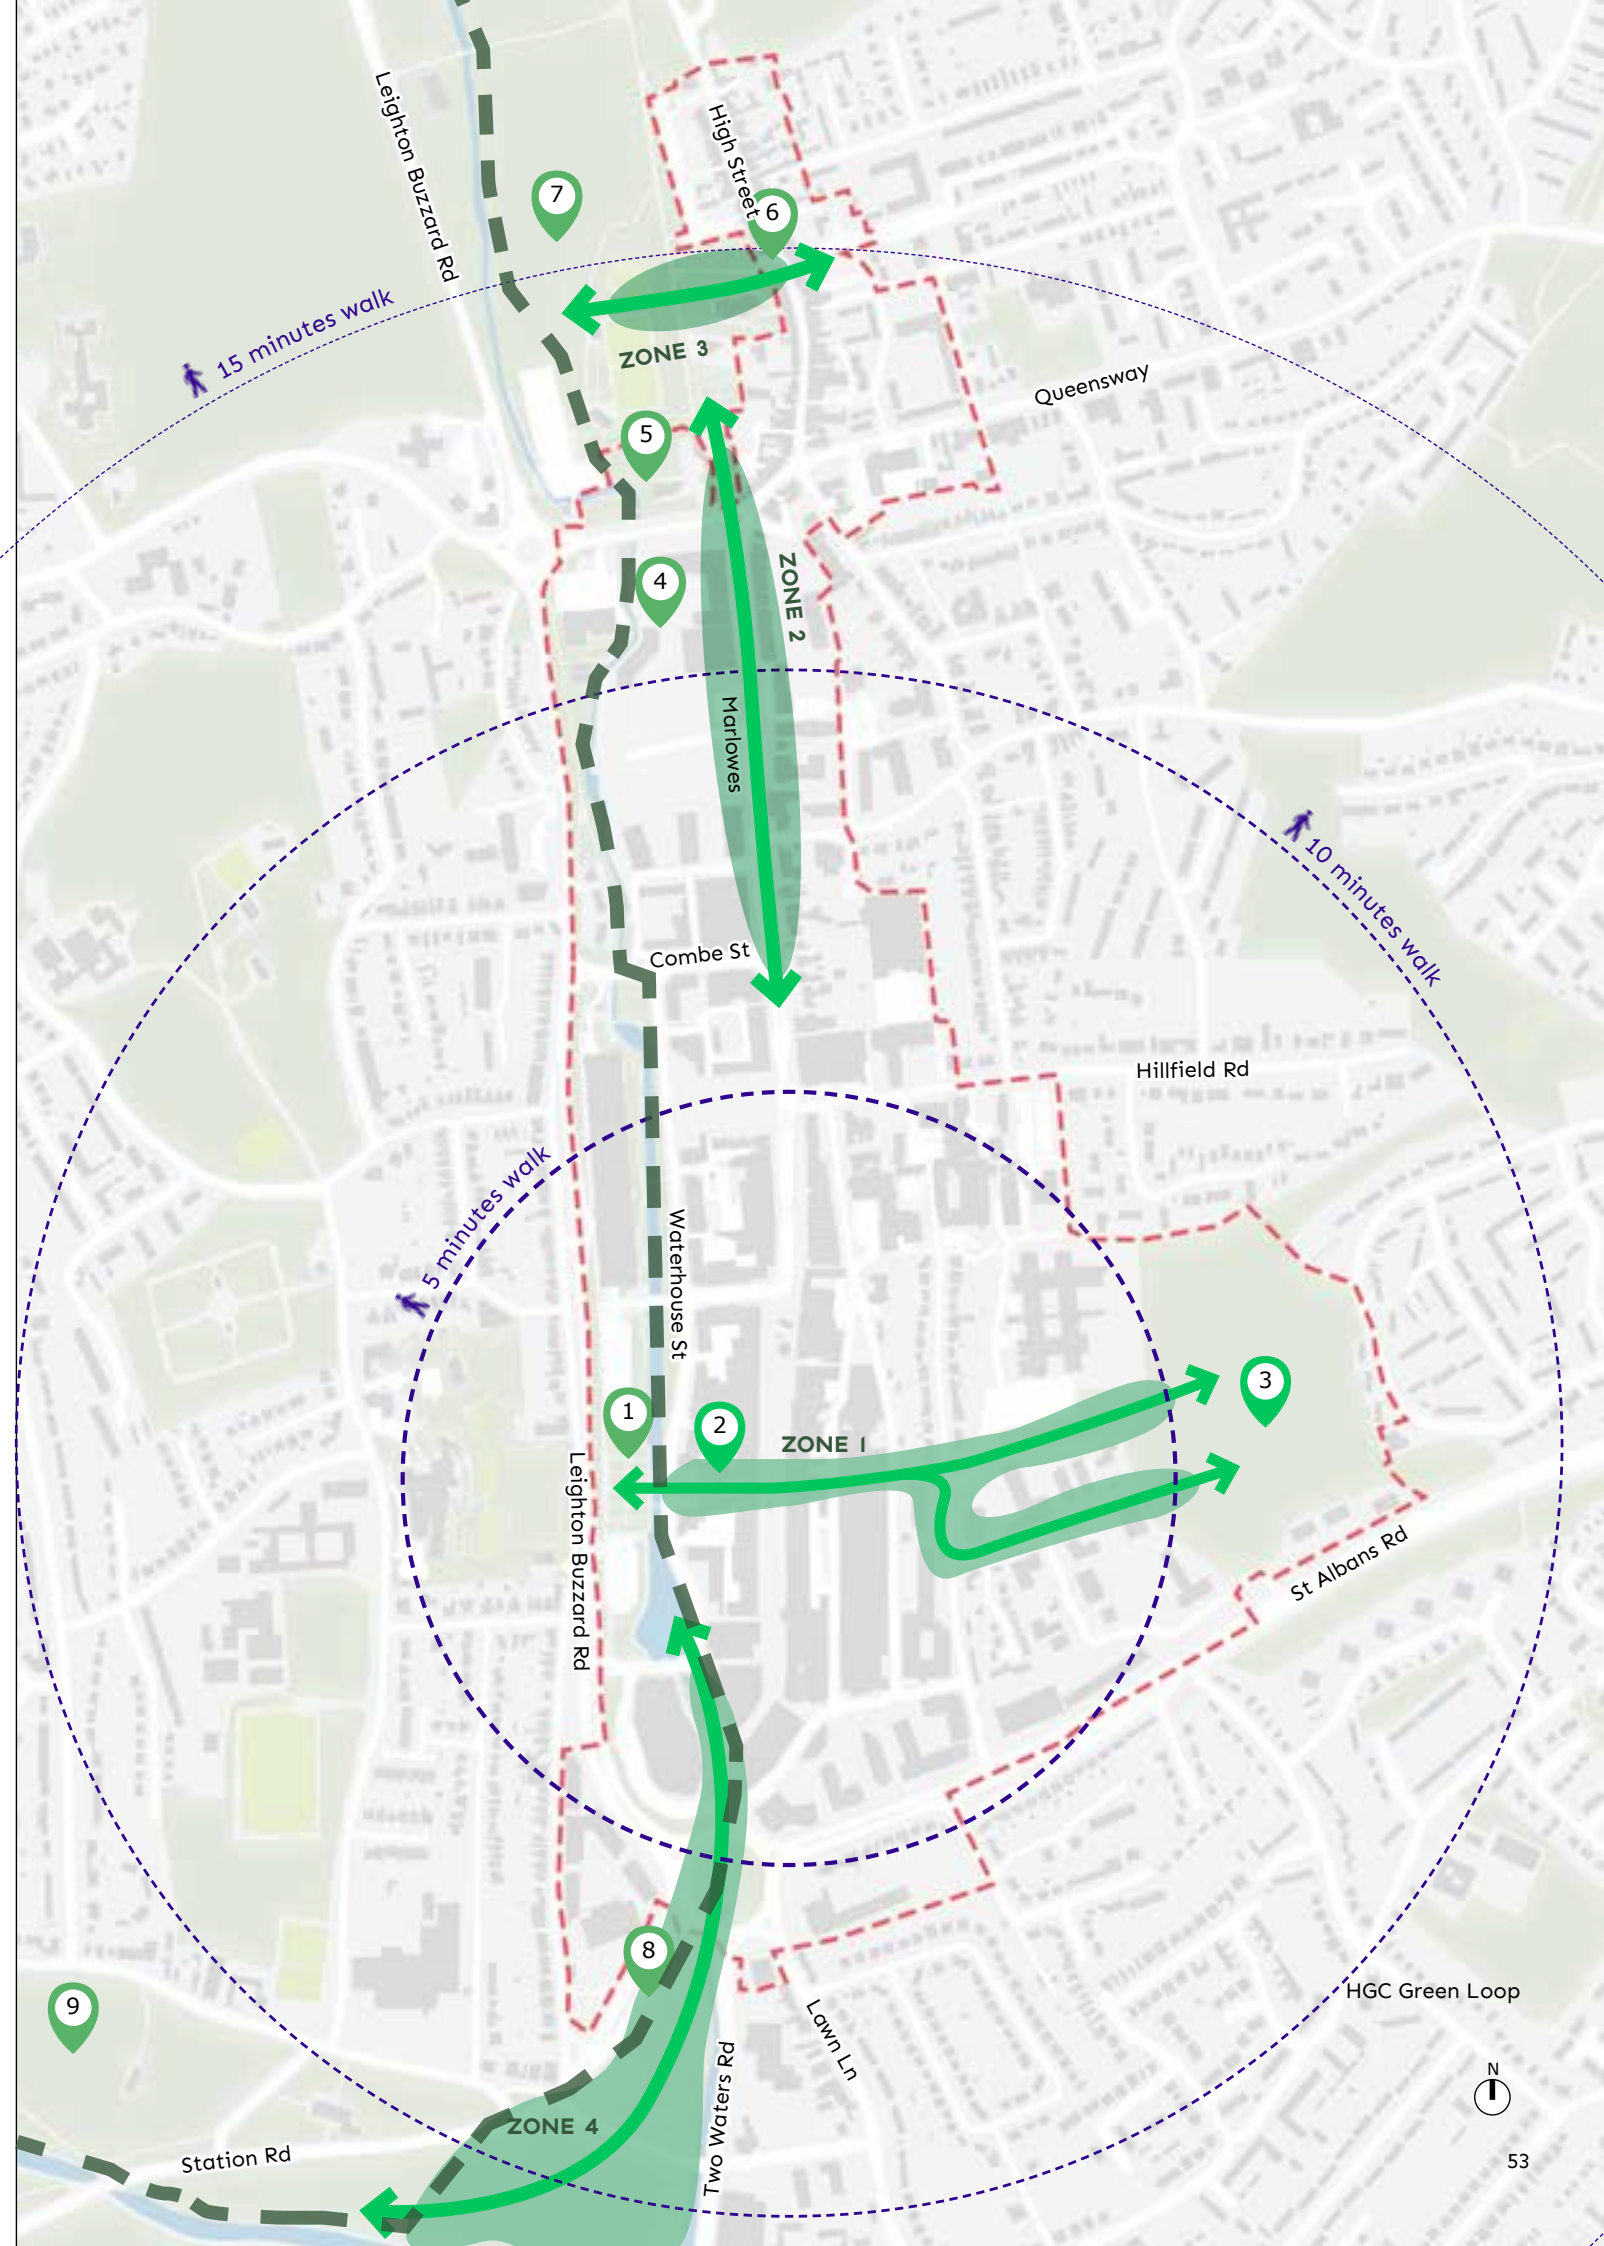 Leighton Buzzard Rd
High Street
7
6
15 minutes walk
ZONE 3
Queensway
5
4
ZONE 2
Marlowes
10 minutes walk
Combe St
Hillfield Rd
5 minutes walk
Waterhouse St
3
1
2
ZONE 1
Leighton Buzzard Rd
St Albans Rd
8
9
HGC Green Loop
Lawn Ln
Two Waters Rd
N
ZONE 4
Station Rd
53